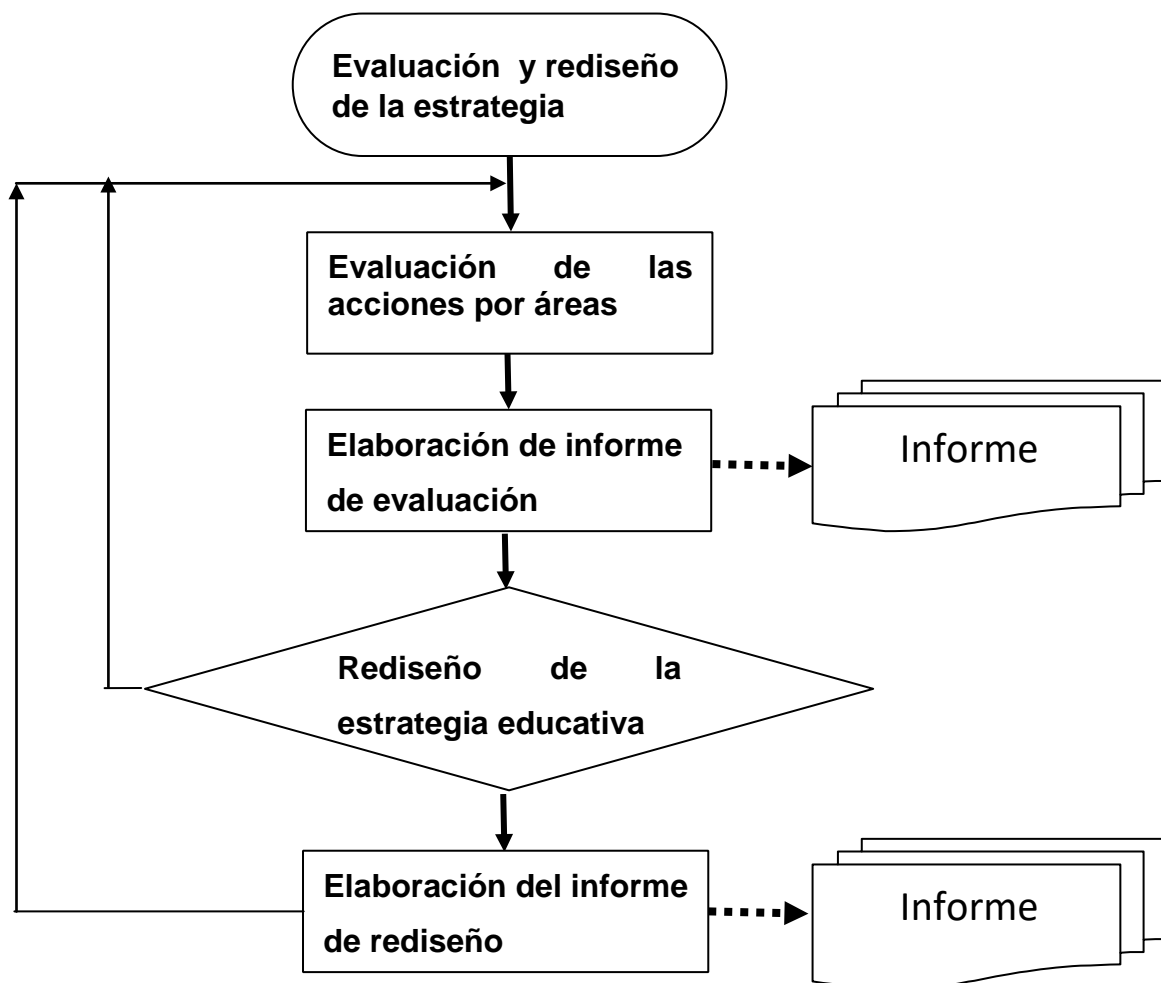 Evaluación y rediseño
de la estrategia
Evaluación de las
acciones por áreas
Elaboración de informe
de evaluación
Informe
Rediseño de la
estrategia educativa
Elaboración del informe
de rediseño
Informe